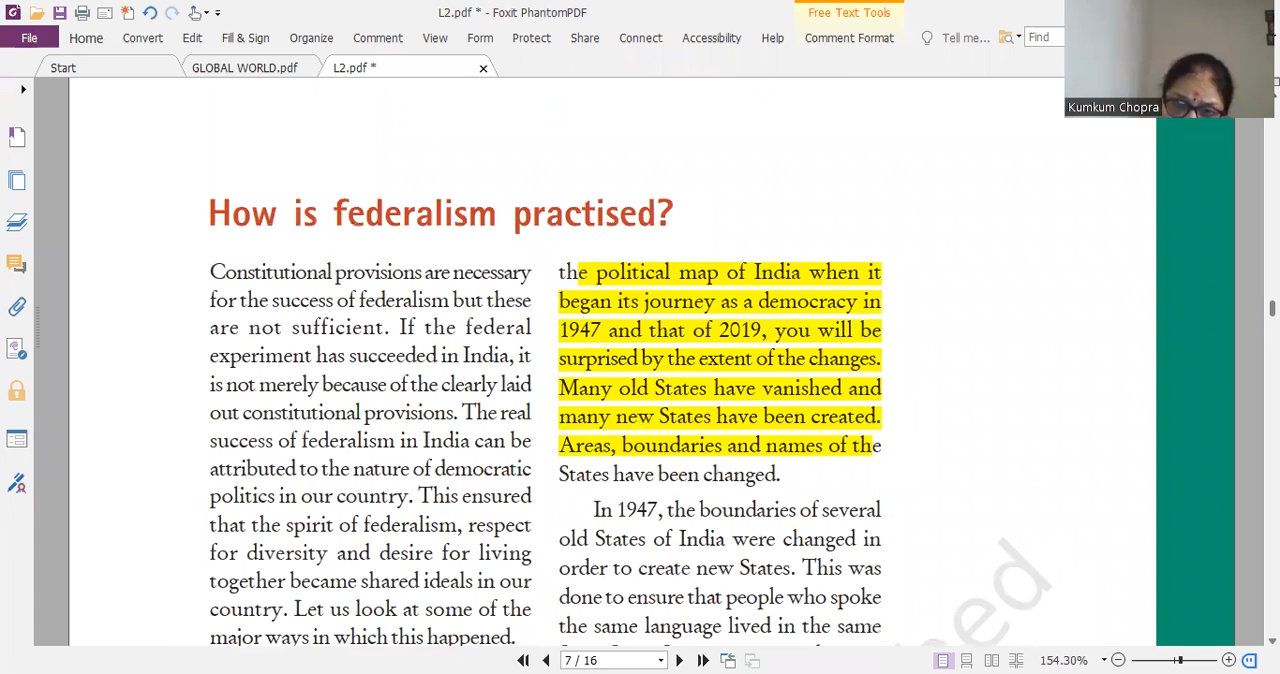 L2.pdf * - Foxit PhantomPDF
Free Text Tools
File Home Convert Edit Fill & Sign Organize Comment View Form Protect Share Connect Accessibility Help Comment Format Tell me... Find
Start GLOBAL WORLD.pdf L2.pdf *
Kumkum Chopra
How is federalism practised?
Constitutional provisions are necessary
for the success of federalism but these
are not sufficient. If the federal
experiment has succeeded in India, it
is not merely because of the clearly laid
out constitutional provisions. The real
success of federalism in India can be
attributed to the nature of democratic
politics in our country. This ensured
that the spirit of federalism, respect
for diversity and desire for living
together became shared ideals in our
country. Let us look at some of the
major ways in which this happened.
the political map of India when it
began its journey as a democracy in
1947 and that of 2019, you will be
surprised by the extent of the changes.
Many old States have vanished and
many new States have been created.
Areas, boundaries and names of the
States have been changed.
In 1947, the boundaries of several
old States of India were changed in
order to create new States. This was
done to ensure that people who spoke
the same language lived in the same
7 / 16
154.30%